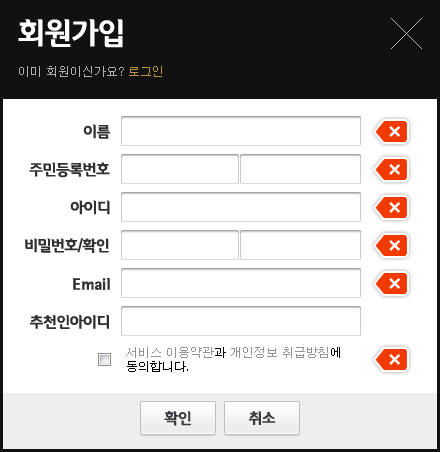 회원가입
이미 회원이신가요? 로그인
이름
주민등록번호
아이디
비밀번호/확인
Email
추천인아이디
서비스 이용약관과 개인정보 취급방침에
동의합니다.
확인 취소